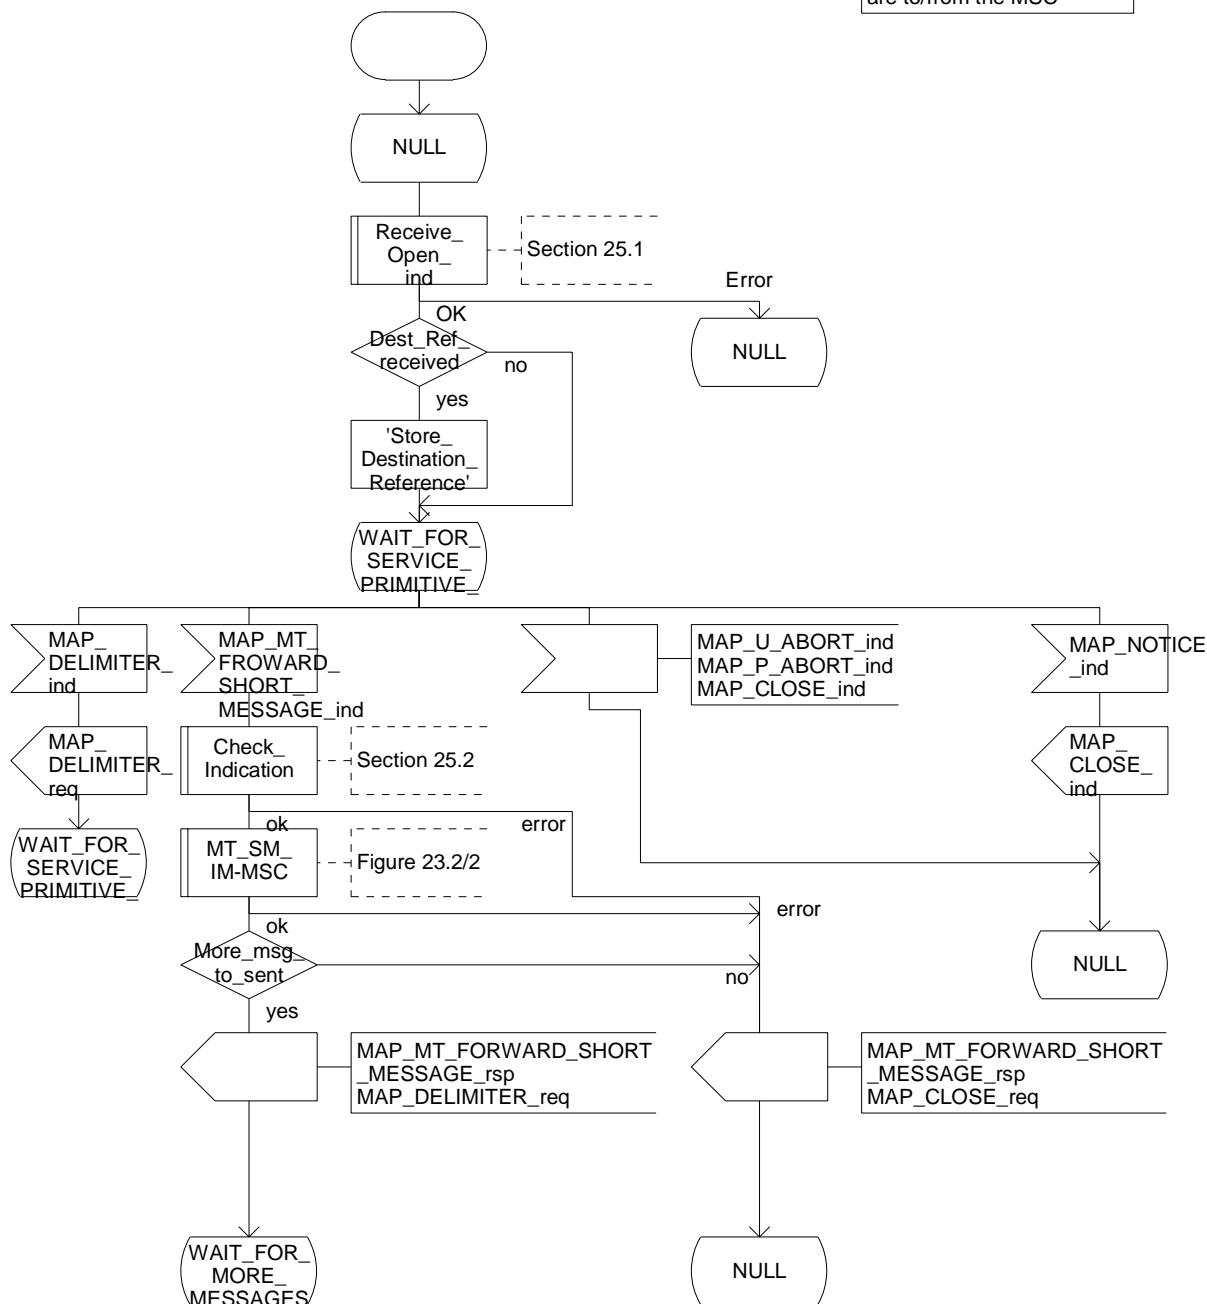 are to/from the MSC
NULL
Receive_
Open_
ind
Section 25.1
Error
OK
NULL
Dest_Ref_
received
no
yes
'Store_
Destination_
Reference'
WAIT_FOR_
SERVICE_
PRIMITIVE_
MAP_
DELIMITER_
ind
MAP_MT_
FROWARD_
SHORT_
MESSAGE_ind
MAP_U_ABORT_ind
MAP_P_ABORT_ind
MAP_CLOSE_ind
MAP_NOTICE
_ind
MAP_
DELIMITER_
req
Check_
Indication
Section 25.2
MAP_
CLOSE_
ind
ok
error
WAIT_FOR_
SERVICE_
PRIMITIVE_
MT_SM_
IM-MSC
Figure 23.2/2
error
ok
More_msg_
to_sent
no
NULL
yes
MAP_MT_FORWARD_SHORT
_MESSAGE_rsp
MAP_DELIMITER_req
MAP_MT_FORWARD_SHORT
_MESSAGE_rsp
MAP_CLOSE_req
WAIT_FOR_
MORE_
MESSAGES
NULL